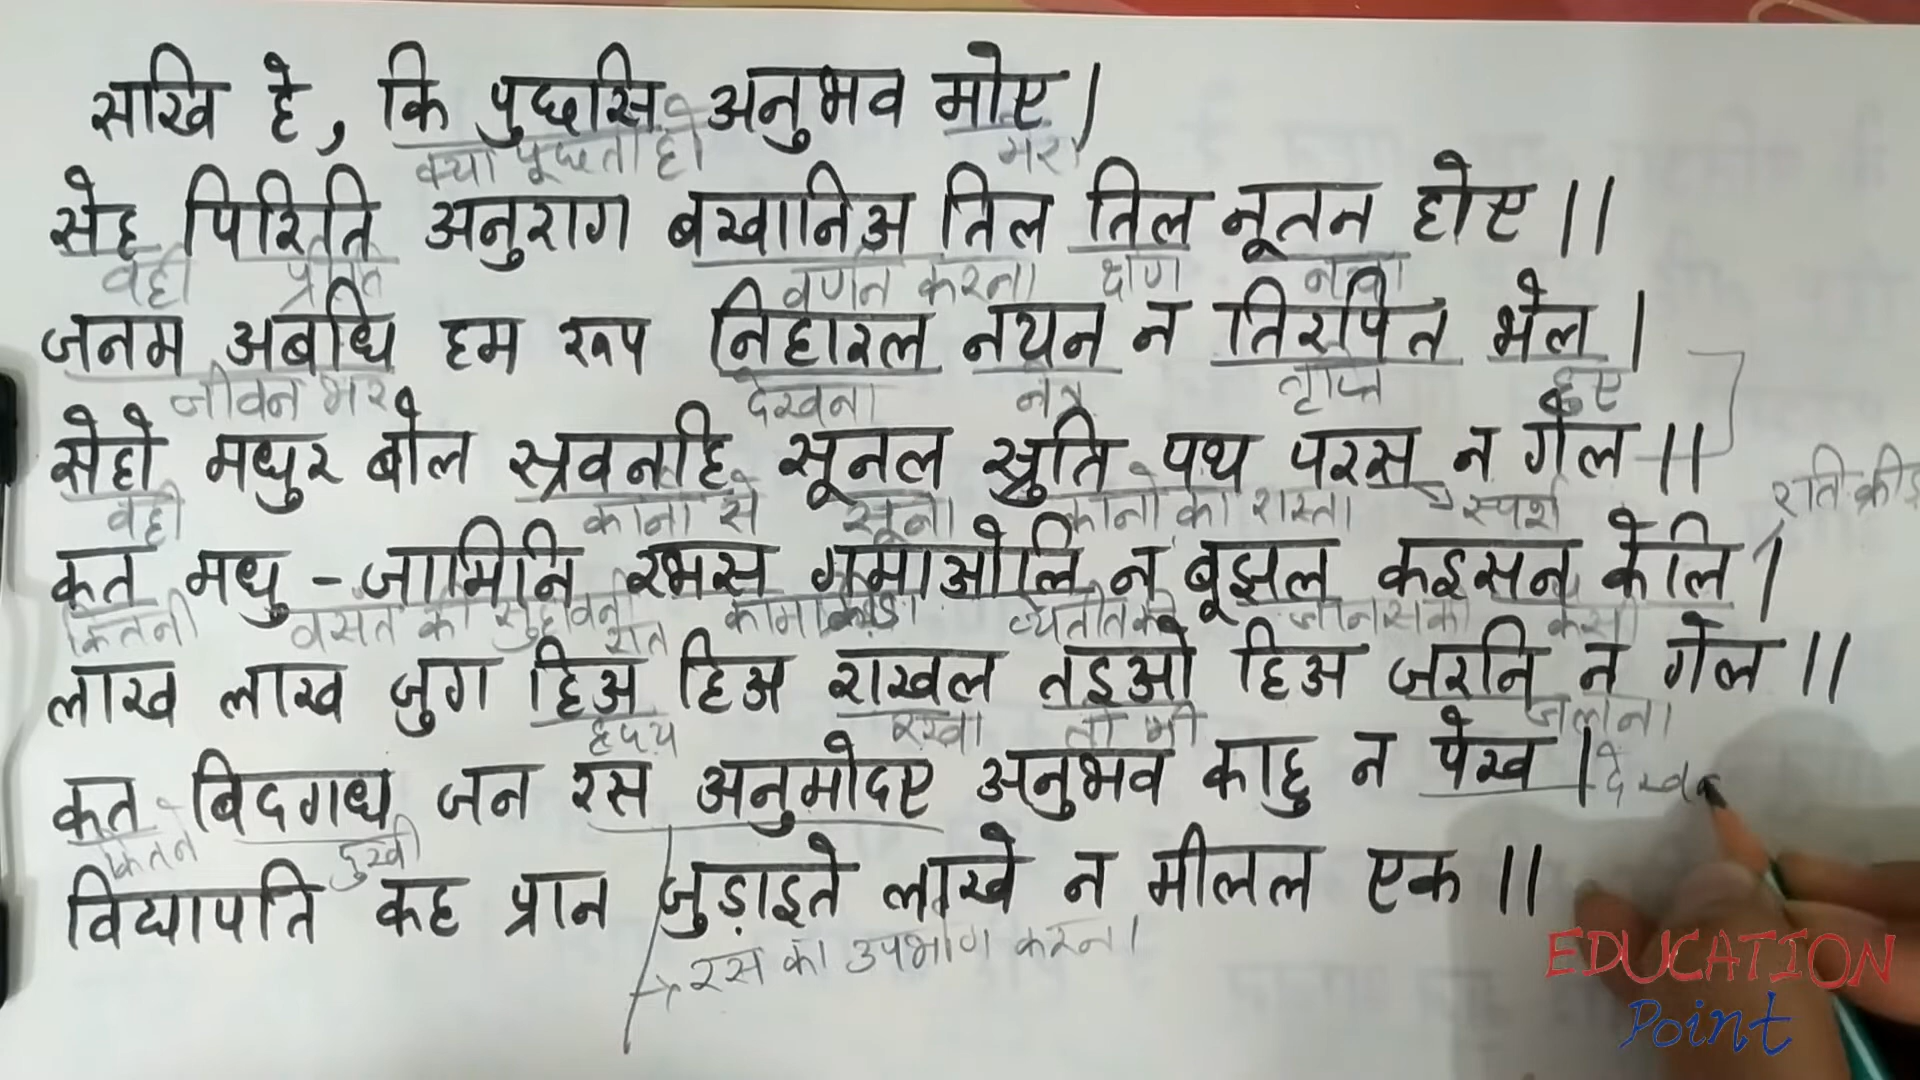 सखि हे, कि पुछसि अनुभव मोए।
क्या पूछती हो मेरा
सेह पिरिति अनुराग बखानिअ तिल तिल नूतन होए॥
वही प्रीति वर्णन करना क्षण नया
जनम अबधि हम रूप निहारल नयन न तिरपित भेल।
जीवन भर देखना नेत्र तृप्त हुए
सेहो मधुर बोल स्रवनहि सूनल स्रुति पथ परस न गेल॥
वही कानों से सूना कानों का रास्ता स्पर्श रति क्रीड़
कत मधु-जामिनि रभस गमाओलि न बूझल कइसन केलि।
कितनी वसंत की सुहावनी रात व्यतीत की जान सका कैसी
लाख लाख जुग हिअ हिअ राखल तइओ हिअ जरनि न गेल॥
हृदय रखा तो भी जलना
कत बिदगध जन रस अनुमोदए अनुभव काहु न पेख।
कितने दुखी
विद्यापति कह प्रान जुड़ाइते लाखे न मीलल एक॥
रस का उपभोग करना
EDUCATION
Point